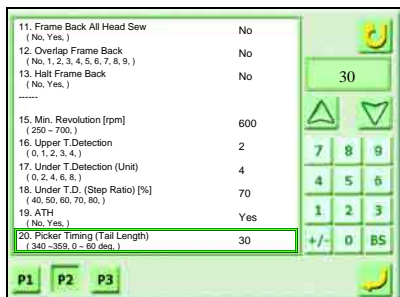 11. Frame Back All Head Sew No
( No, Yes, )
12. Overlap Frame Back No
( No, 1, 2, 3, 4, 5, 6, 7, 8, 9, )
13. Halt Frame Back No
( No, Yes, )
------
15. Min. Revolution [rpm] 600
( 250 ~ 700, )
16. Upper T.Detection 2
( 0, 1, 2, 3, 4, )
17. Under T.Detection (Unit) 4
( 0, 2, 4, 6, 8, )
18. Under T.D. (Step Ratio) [%] 70
( 40, 50, 60, 70, 80, )
19. ATH Yes
( No, Yes, )
20. Picker Timing (Tail Length) 30
( 340 ~359, 0 ~ 60 deg, )
30
7 8 9
4 5 6
1 2 3
+/- 0 BS
P1 P2 P3